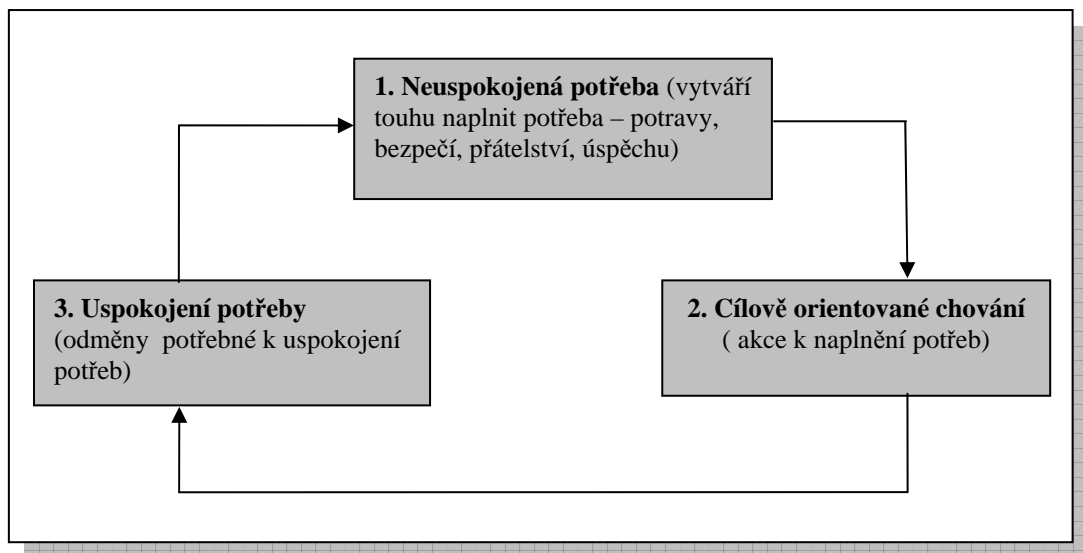 1. Neuspokojená potřeba (vytváří
touhu naplnit potřeba – potravy,
bezpečí, přátelství, úspěchu)
2. Cílově orientované chování
( akce k naplnění potřeb)
3. Uspokojení potřeby
(odměny potřebné k uspokojení
potřeb)